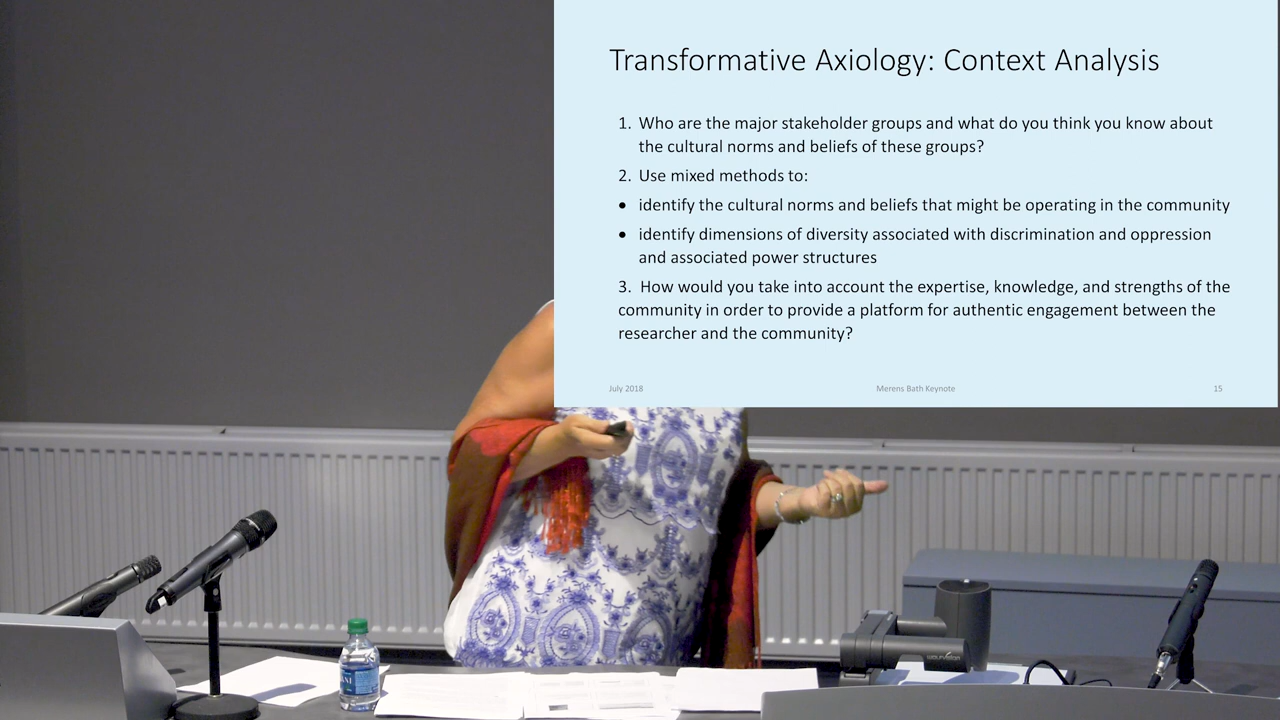 Transformative Axiology: Context Analysis
1. Who are the major stakeholder groups and what do you think you know about
the cultural norms and beliefs of these groups?
2. Use mixed methods to:
• identify the cultural norms and beliefs that might be operating in the community
• identify dimensions of diversity associated with discrimination and oppression
and associated power structures
3. How would you take into account the expertise, knowledge, and strengths of the
community in order to provide a platform for authentic engagement between the
researcher and the community?
July 2018
Merens Bath Keynote
15
wolfvision